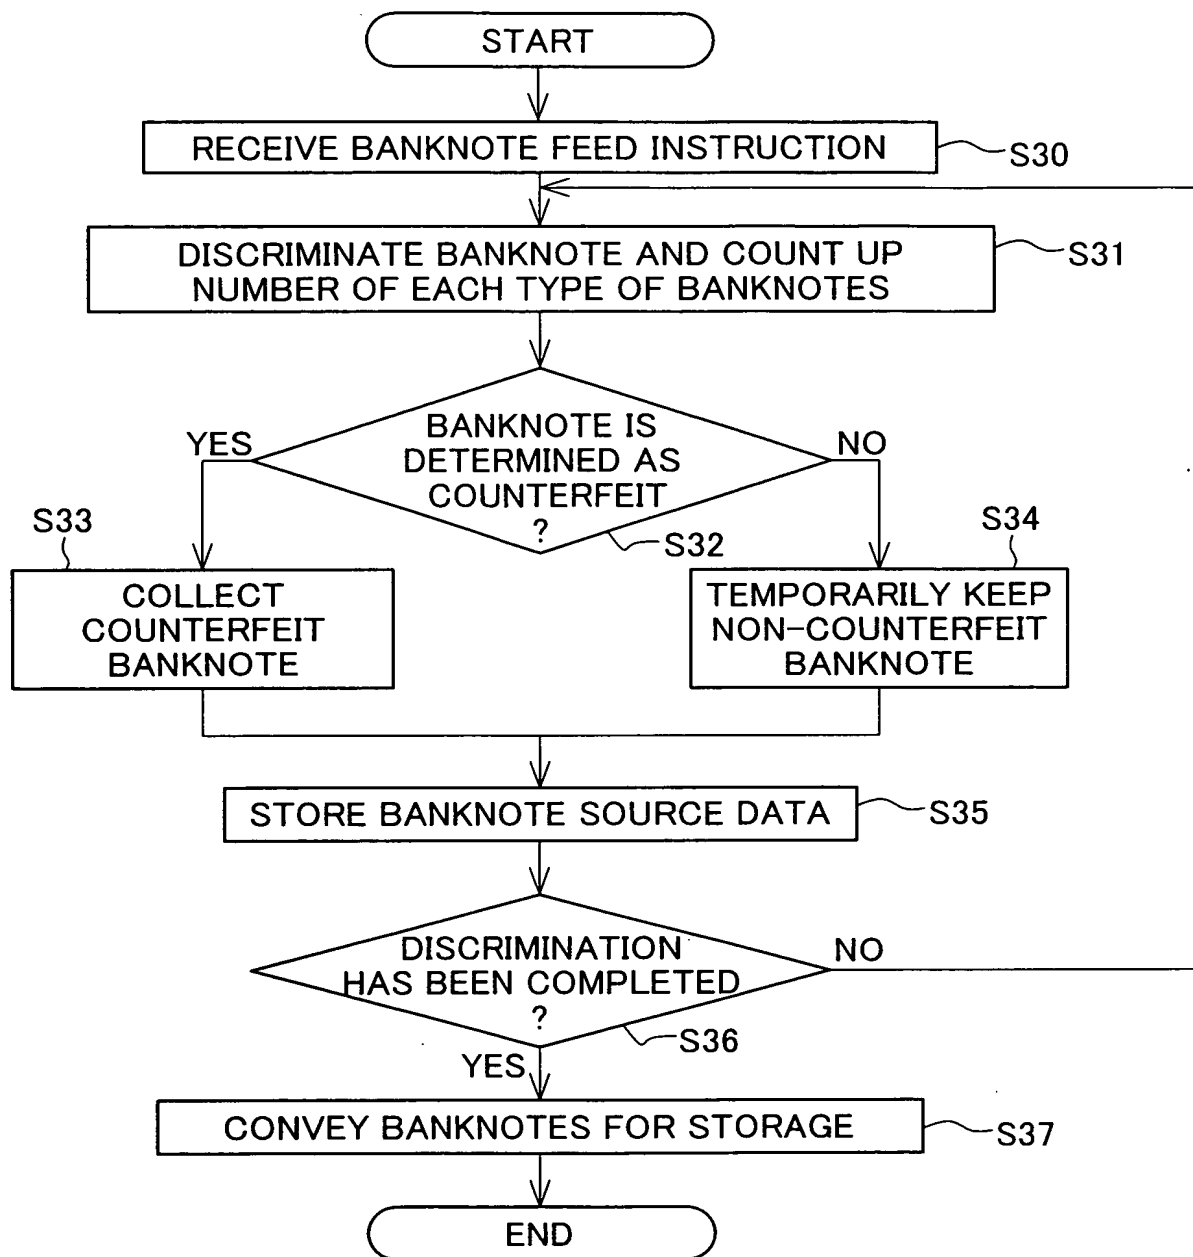 START
RECEIVE BANKNOTE FEED INSTRUCTION
S30
DISCRIMINATE BANKNOTE AND COUNT UP
NUMBER OF EACH TYPE OF BANKNOTES
S31
BANKNOTE IS
DETERMINED AS
COUNTERFEIT
?
YES
NO
S32
S33
COLLECT
COUNTERFEIT
BANKNOTE
S34
TEMPORARILY KEEP
NON-COUNTERFEIT
BANKNOTE
STORE BANKNOTE SOURCE DATA
S35
DISCRIMINATION
HAS BEEN COMPLETED
?
NO
S36
YES
CONVEY BANKNOTES FOR STORAGE
S37
END